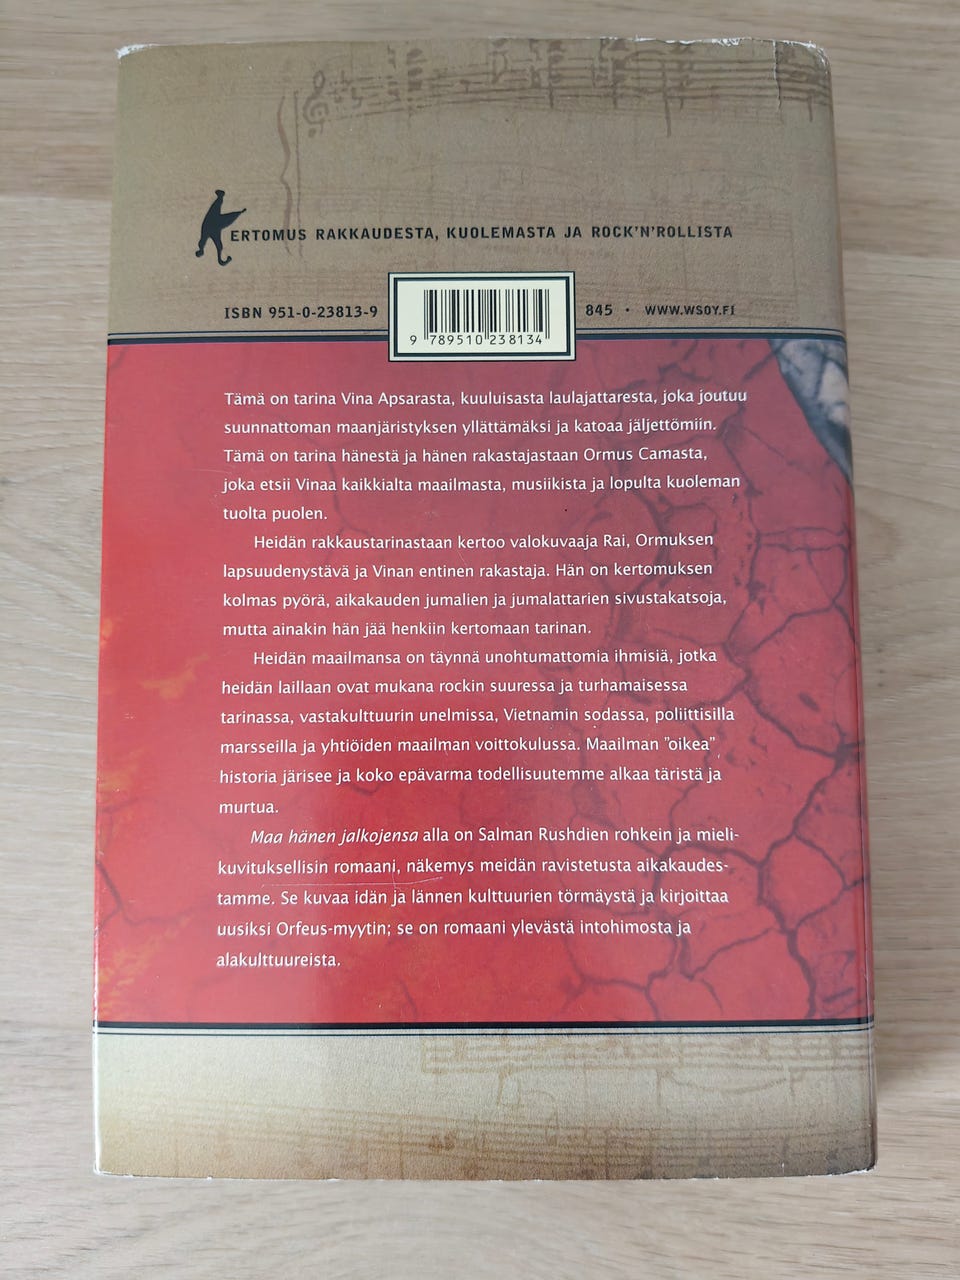 KERTOMUS RAKKAUDESTA, KUOLEMASTA JA ROCK'N'ROLLISTA
ISBN 951-0-23813-9
9 789510 238134
845 · WWW.WSOY.FI
Tämä on tarina Vina Apsarasta, kuuluisasta laulajattaresta, joka joutuu
suunnattoman maanjäristyksen yllättämäksi ja katoaa jäljettömiin.
Tämä on tarina hänestä ja hänen rakastajastaan Ormus Camasta,
joka etsii Vinaa kaikkialta maailmasta, musiikista ja lopulta kuoleman
tuolta puolen.
Heidän rakkaustarinastaan kertoo valokuvaaja Rai, Ormuksen
lapsuudenystävä ja Vinan entinen rakastaja. Hän on kertomuksen
kolmas pyörä, aikakauden jumalien ja jumalattarien sivustakatsoja,
mutta ainakin hän jää henkiin kertomaan tarinan.
Heidän maailmansa on täynnä unohtumattomia ihmisiä, jotka
heidän laillaan ovat mukana rockin suuressa ja turhamaisessa
tarinassa, vastakulttuurin unelmissa, Vietnamin sodassa, poliittisilla
marsseilla ja yhtiöiden maailman voittokulussa. Maailman ”oikea”
historia järisee ja koko epävarma todellisuutemme alkaa täristä ja
murtua.
Maa hänen jalkojensa alla on Salman Rushdien rohkein ja mieli-
kuvituksellisin romaani, näkemys meidän ravistetusta aikakaudes-
tamme. Se kuvaa idän ja lännen kulttuurien törmäystä ja kirjoittaa
uusiksi Orfeus-myytin; se on romaani ylevästä intohimosta ja
alakulttuureista.